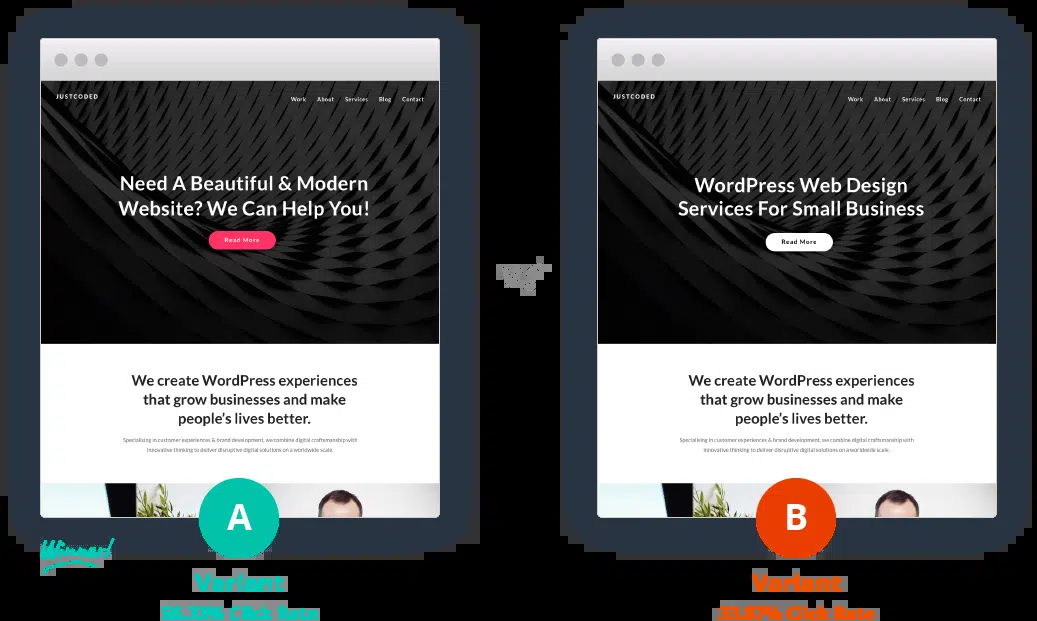 JUSTCODED
Work About Services Blog Contact
Need A Beautiful & Modern
Website? We Can Help You!
Read More
We create WordPress experiences
that grow businesses and make
people's lives better.
Specialising in customer experiences & brand development, we combine digital craftsmanship with
innovative thinking to deliver disruptive digital solutions on a worldwide scale.
A
Winner!
Variant
Click Rate
JUSTCODED
Work About Services Blog Contact
WordPress Web Design
Services For Small Business
Read More
We create WordPress experiences
that grow businesses and make
people's lives better.
Specialising in customer experiences & brand development, we combine digital craftsmanship with
innovative thinking to deliver disruptive digital solutions on a worldwide scale.
B
Variant
33.87% Click Rate